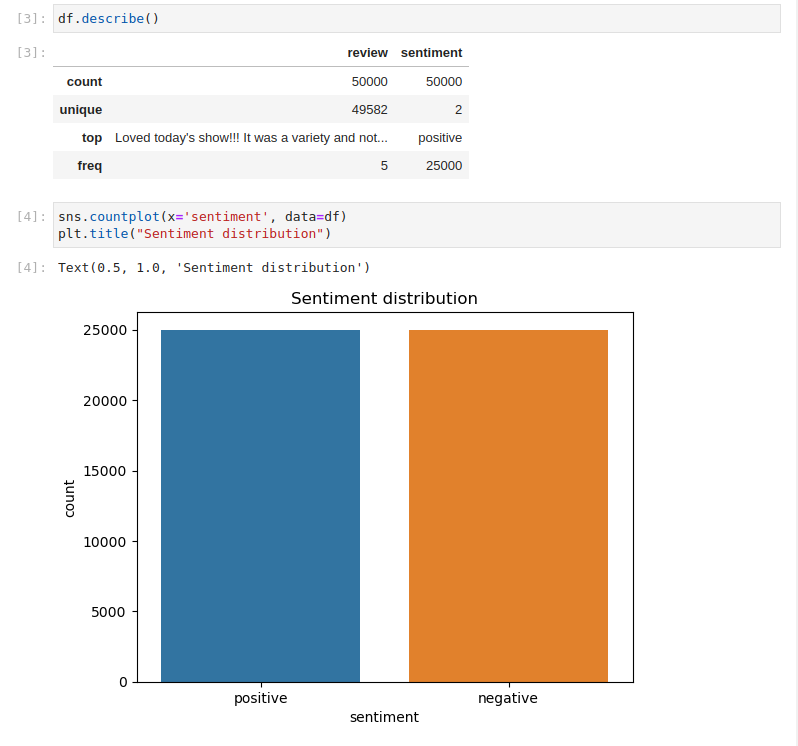 [3]: df.describe()
[3]: review sentiment
count 50000 50000
unique 49582 2
top Loved today's show!!! It was a variety and not... positive
freq 5 25000
[4]: sns.countplot(x='sentiment', data=df)
plt.title("Sentiment distribution")
[4]: Text(0.5, 1.0, 'Sentiment distribution')
Sentiment distribution
25000
20000
15000
10000
5000
0
count
positive negative
sentiment